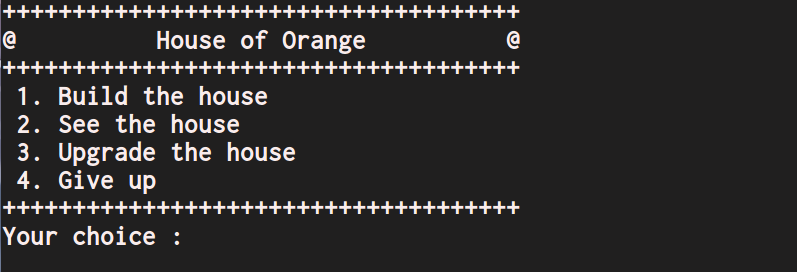 +++++++++++++++++++++++++++++++++++++
@          House of Orange          @
+++++++++++++++++++++++++++++++++++++
 1. Build the house
 2. See the house
 3. Upgrade the house
 4. Give up
+++++++++++++++++++++++++++++++++++++
Your choice :